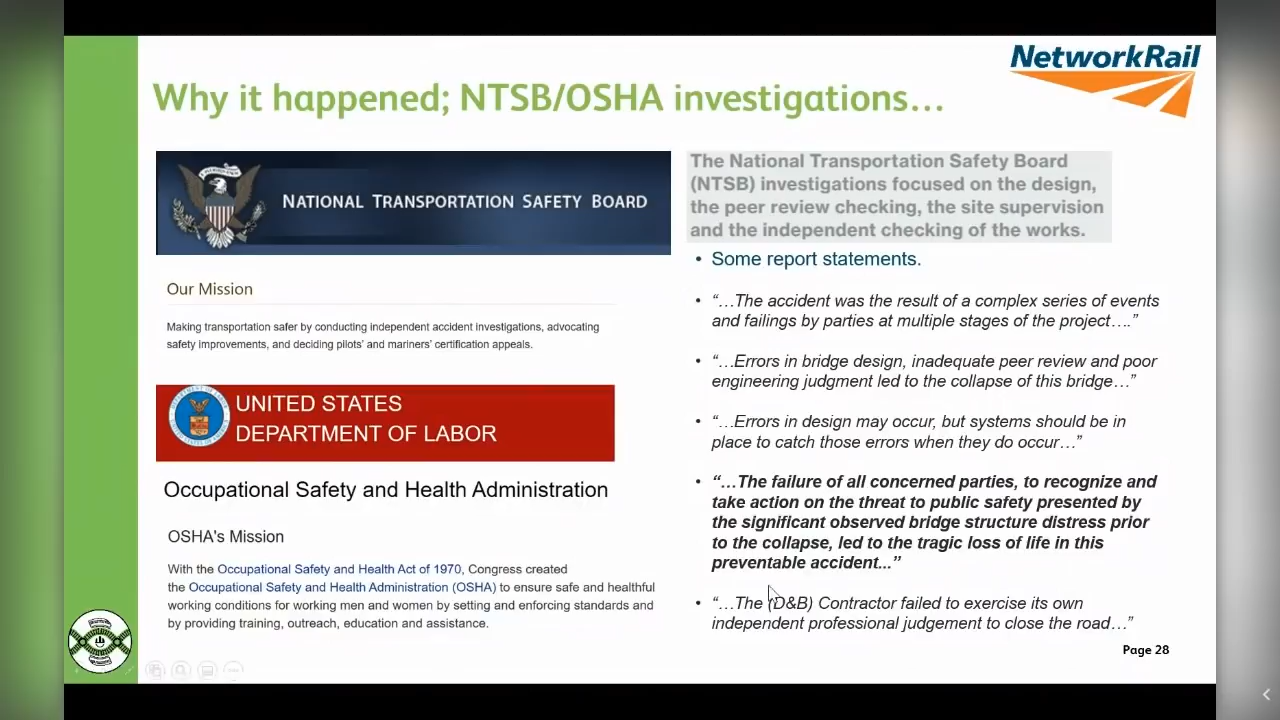 NetworkRail
Why it happened; NTSB/OSHA investigations...
NATIONAL TRANSPORTATION SAFETY BOARD
Our Mission
Making transportation safer by conducting independent accident investigations, advocating
safety improvements, and deciding pilots' and mariners' certification appeals.
UNITED STATES
DEPARTMENT OF LABOR
Occupational Safety and Health Administration
OSHA's Mission
With the Occupational Safety and Health Act of 1970, Congress created
the Occupational Safety and Health Administration (OSHA) to ensure safe and healthful
working conditions for working men and women by setting and enforcing standards and
by providing training, outreach, education and assistance.
The National Transportation Safety Board
(NTSB) investigations focused on the design,
the peer review checking, the site supervision
and the independent checking of the works.
• Some report statements.
• “…The accident was the result of a complex series of events
and failings by parties at multiple stages of the project….”
• “…Errors in bridge design, inadequate peer review and poor
engineering judgment led to the collapse of this bridge…”
• “…Errors in design may occur, but systems should be in
place to catch those errors when they do occur…”
• “…The failure of all concerned parties, to recognize and
take action on the threat to public safety presented by
the significant observed bridge structure distress prior
to the collapse, led to the tragic loss of life in this
preventable accident...”
• “…The (D&B) Contractor failed to exercise its own
independent professional judgement to close the road…”
Page 28